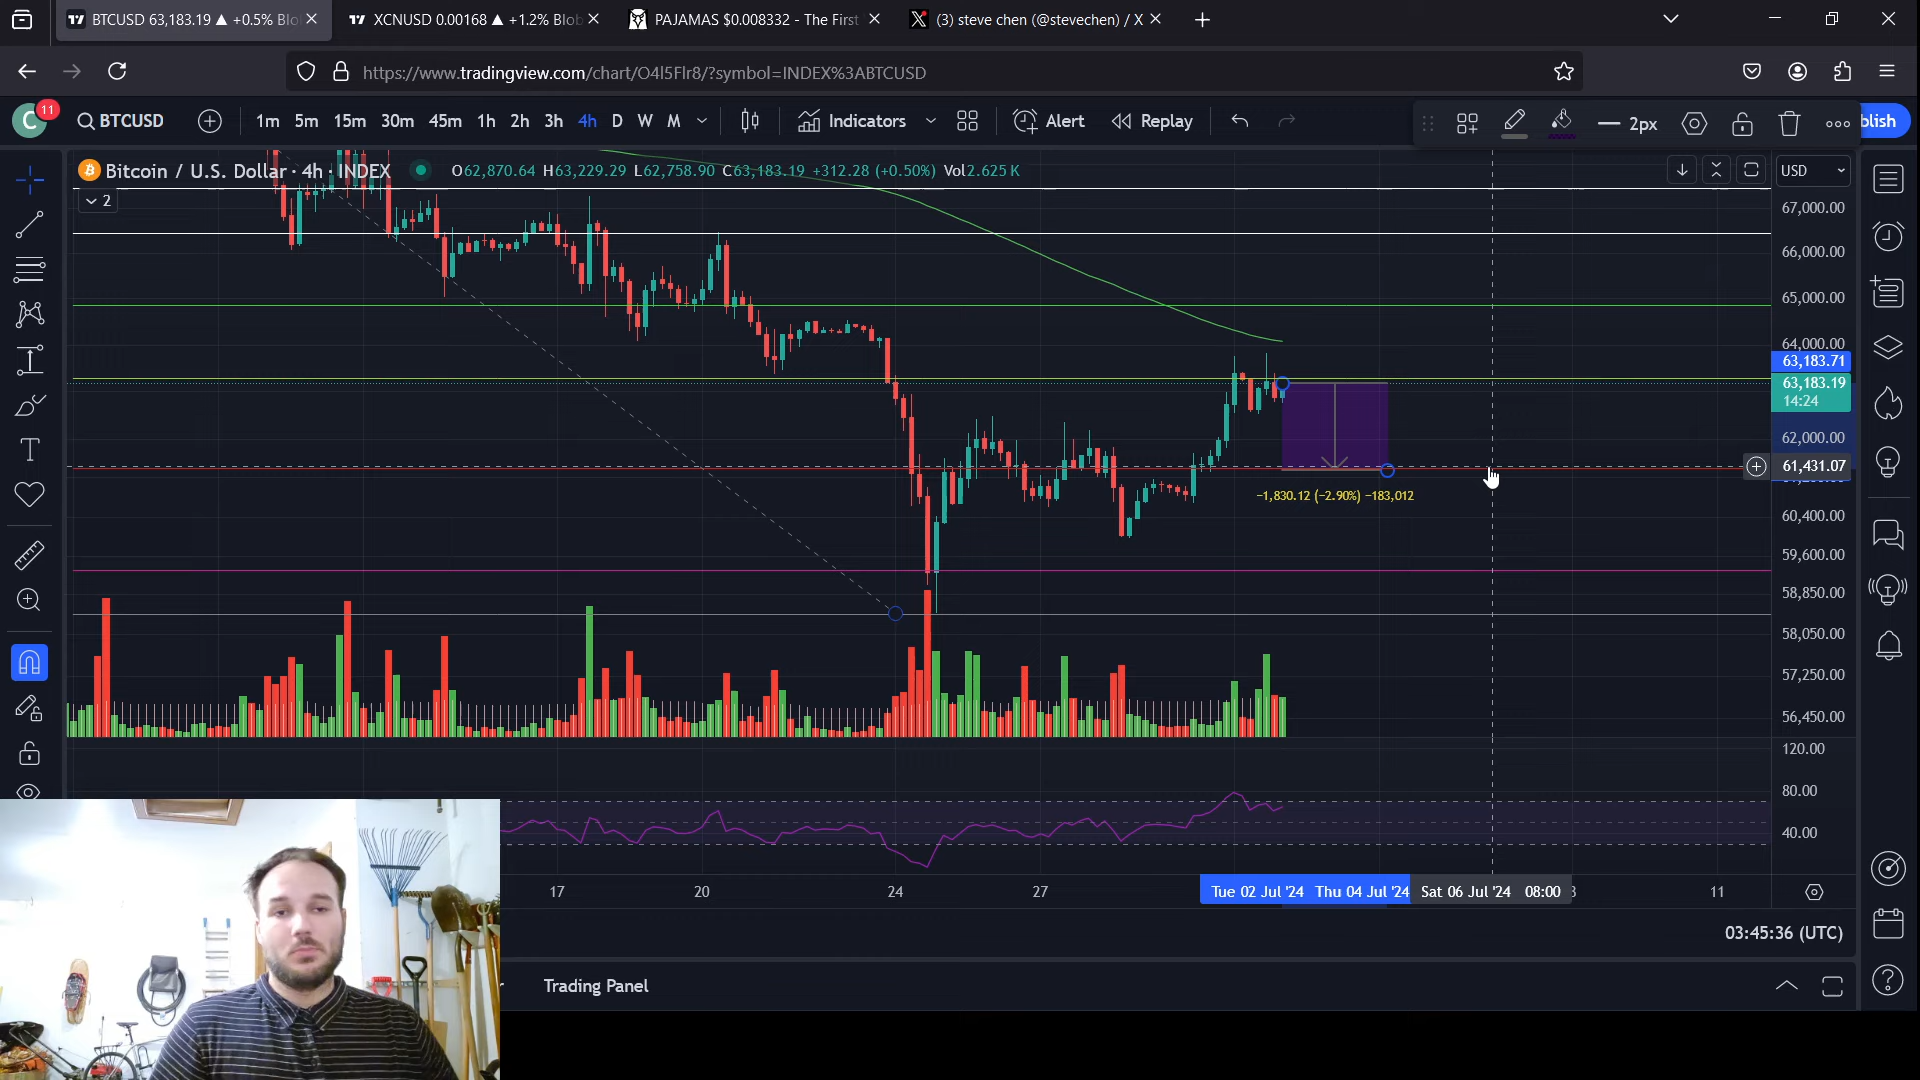 BTCUSD 63,183.19 ▲ +0.5% Blo
XCNUSD 0.00168 ▲ +1.2% Blob
PAJAMAS $0.008332 - The First
(3) steve chen (@stevechen) / X
https://www.tradingview.com/chart/O4l5Flr8/?symbol=INDEX%3ABTCUSD
C 11 BTCUSD 1m 5m 15m 30m 45m 1h 2h 3h 4h D W M Indicators Alert Replay 2px blish
Bitcoin / U.S. Dollar · 4h · INDEX O62,870.64 H63,229.29 L62,758.90 C63,183.19 +312.28 (+0.50%) Vol2.625 K USD
2
67,000.00
66,000.00
65,000.00
64,000.00
63,183.71
63,183.19
14:24
62,000.00
61,431.07
−1,830.12 (−2.90%) −183,012
60,400.00
59,600.00
58,850.00
58,050.00
57,250.00
56,450.00
120.00
80.00
40.00
17 20 24 27 Tue 02 Jul '24 Thu 04 Jul '24 Sat 06 Jul '24 08:00 11
03:45:36 (UTC)
Trading Panel